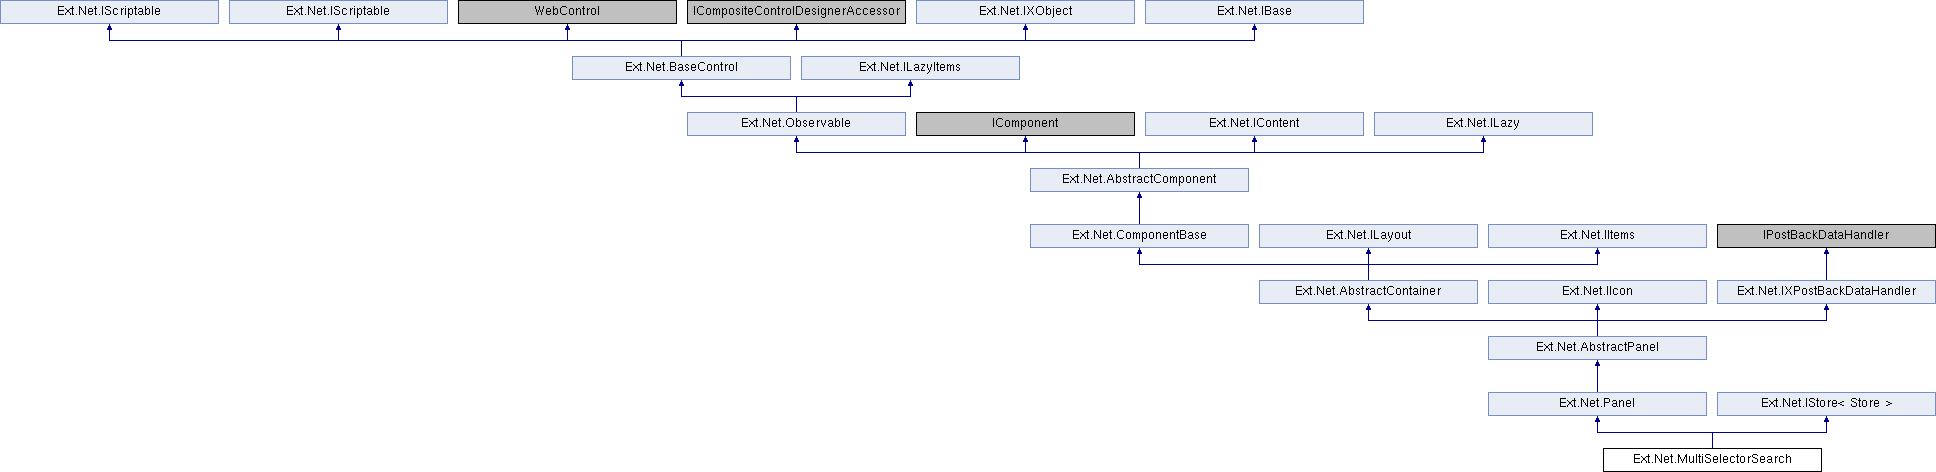 Ext.Net.IScriptable
Ext.Net.IScriptable
WebControl
ICompositeControlDesignerAccessor
Ext.Net.IXObject
Ext.Net.IBase
Ext.Net.BaseControl
Ext.Net.ILazyItems
Ext.Net.Observable
IComponent
Ext.Net.IContent
Ext.Net.ILazy
Ext.Net.AbstractComponent
Ext.Net.ComponentBase
Ext.Net.ILayout
Ext.Net.IItems
IPostBackDataHandler
Ext.Net.AbstractContainer
Ext.Net.IIcon
Ext.Net.IXPostBackDataHandler
Ext.Net.AbstractPanel
Ext.Net.Panel
Ext.Net.IStore< Store >
Ext.Net.MultiSelectorSearch